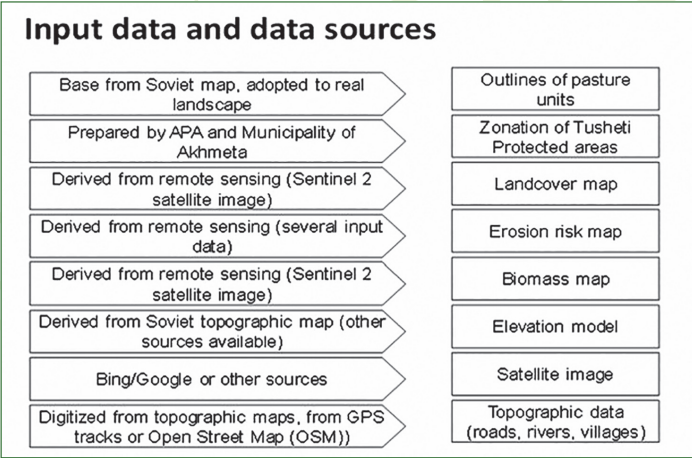 Input data and data sources
Base from Soviet map, adopted to real
landscape
Outlines of pasture
units
Prepared by APA and Municipality of
Akhmeta
Zonation of Tusheti
Protected areas
Derived from remote sensing (Sentinel 2
satellite image)
Landcover map
Derived from remote sensing (several input
data)
Erosion risk map
Derived from remote sensing (Sentinel 2
satellite image)
Biomass map
Derived from Soviet topographic map (other
sources available)
Elevation model
Bing/Google or other sources
Satellite image
Digitized from topographic maps, from GPS
tracks or Open Street Map (OSM))
Topographic data
(roads, rivers, villages)